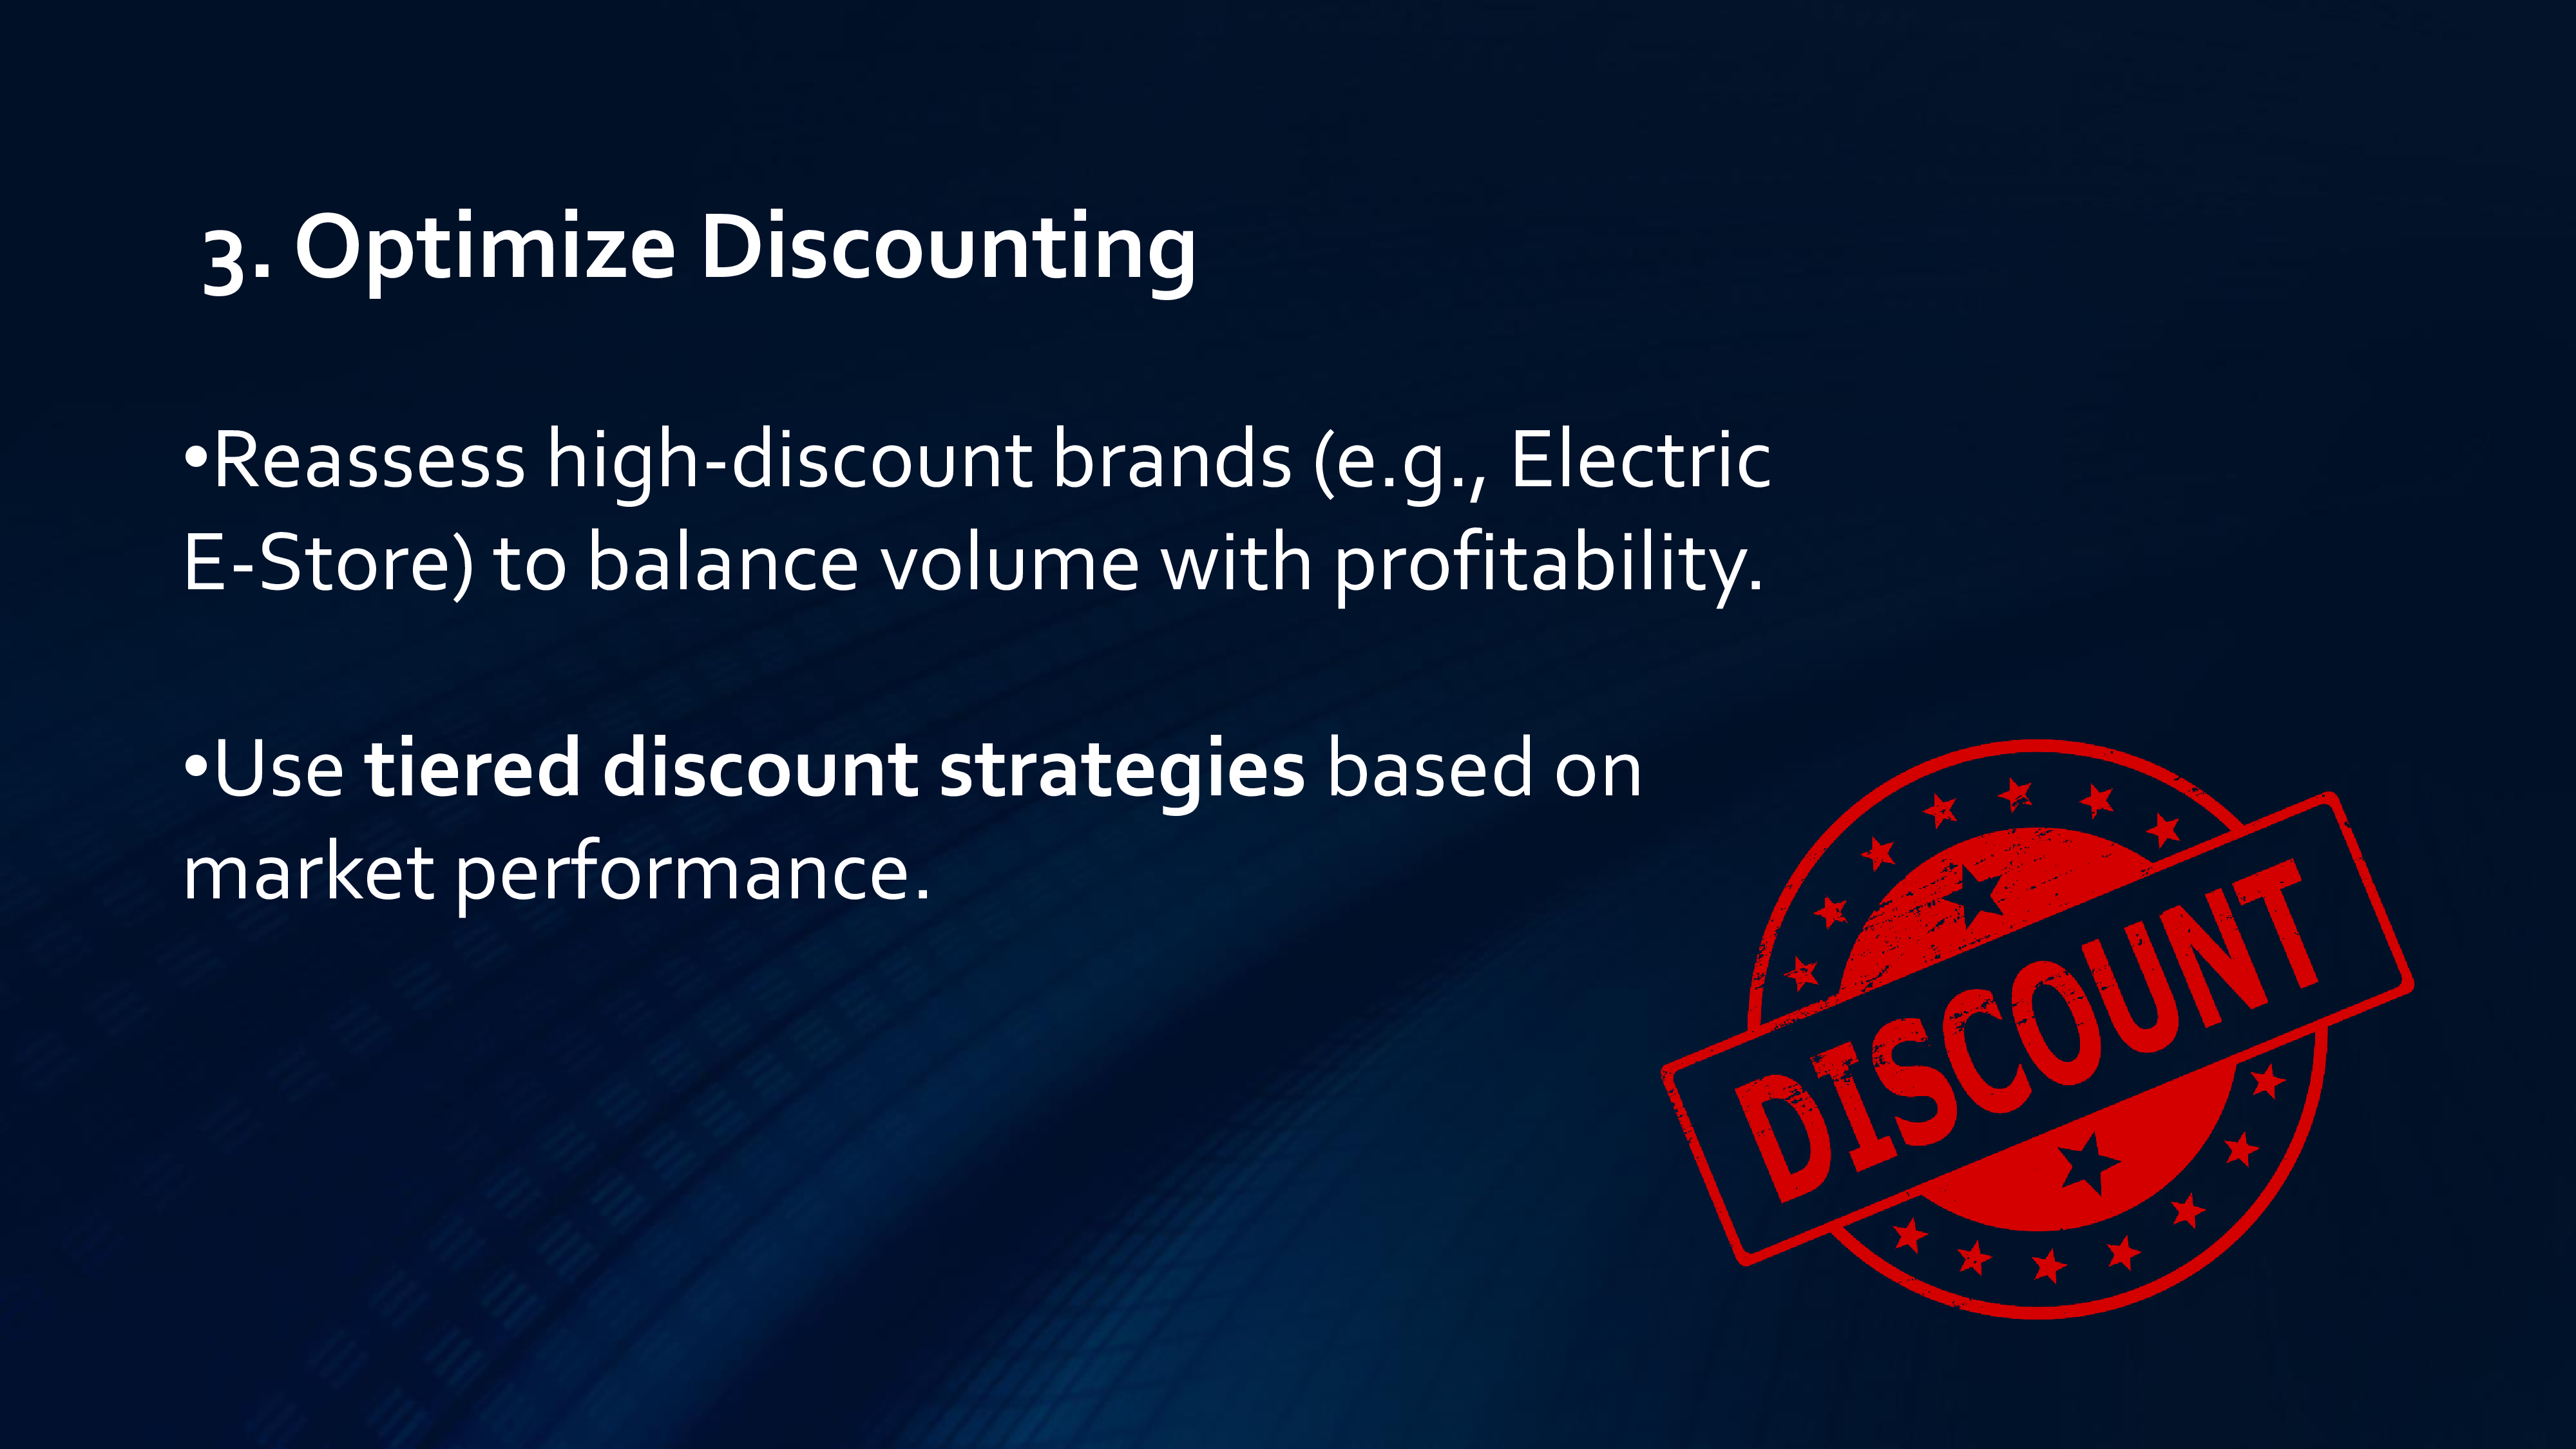 3. Optimize Discounting
•Reassess high-discount brands (e.g., Electric
E-Store) to balance volume with profitability.
•Use tiered discount strategies based on
market performance.
DISCOUNT